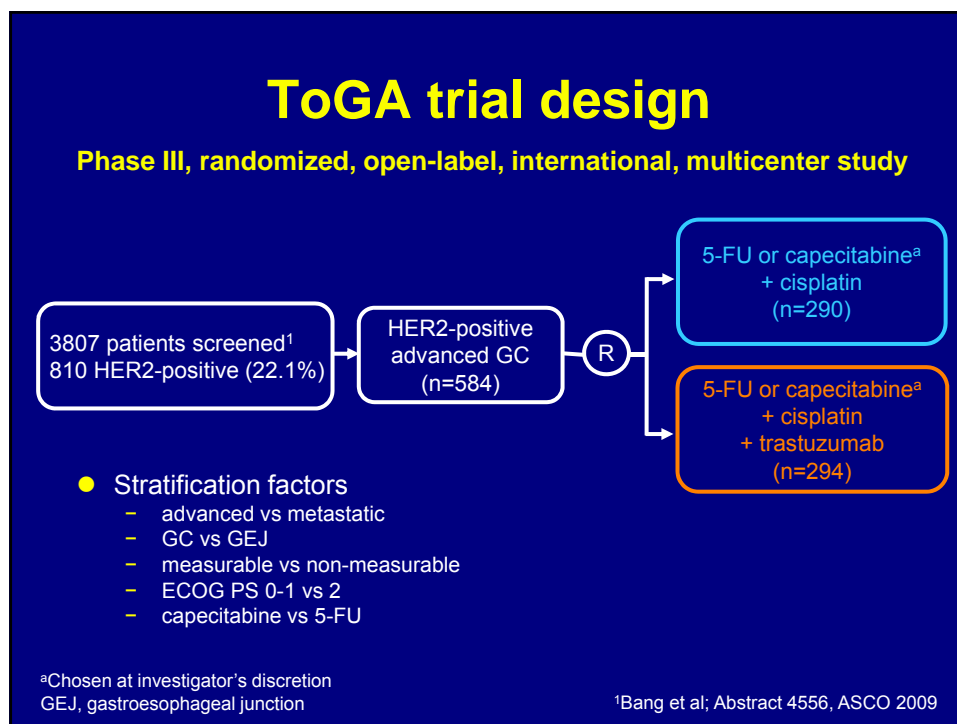 ToGA trial design
Phase III, randomized, open-label, international, multicenter study
3807 patients screened¹
810 HER2-positive (22.1%)
HER2-positive
advanced GC
(n=584)
R
5-FU or capecitabineᵃ
+ cisplatin
(n=290)
5-FU or capecitabineᵃ
+ cisplatin
+ trastuzumab
(n=294)
● Stratification factors
− advanced vs metastatic
− GC vs GEJ
− measurable vs non-measurable
− ECOG PS 0-1 vs 2
− capecitabine vs 5-FU
ᵃChosen at investigator's discretion
GEJ, gastroesophageal junction
¹Bang et al; Abstract 4556, ASCO 2009